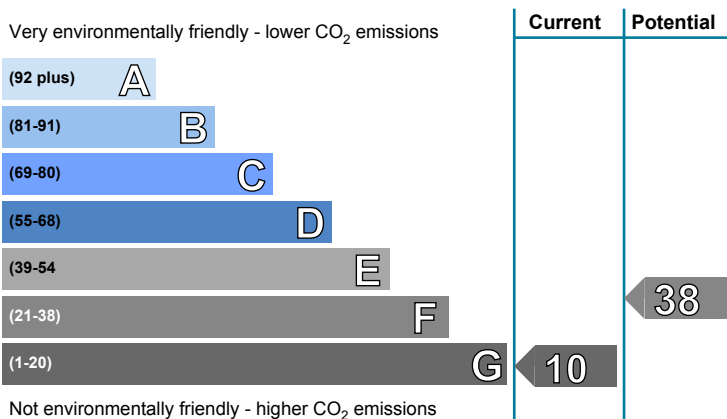 Current Potential
Very environmentally friendly - lower CO2 emissions
(92 plus) A
(81-91) B
(69-80) C
(55-68) D
(39-54 E
(21-38) F
38
(1-20) G
10
Not environmentally friendly - higher CO2 emissions